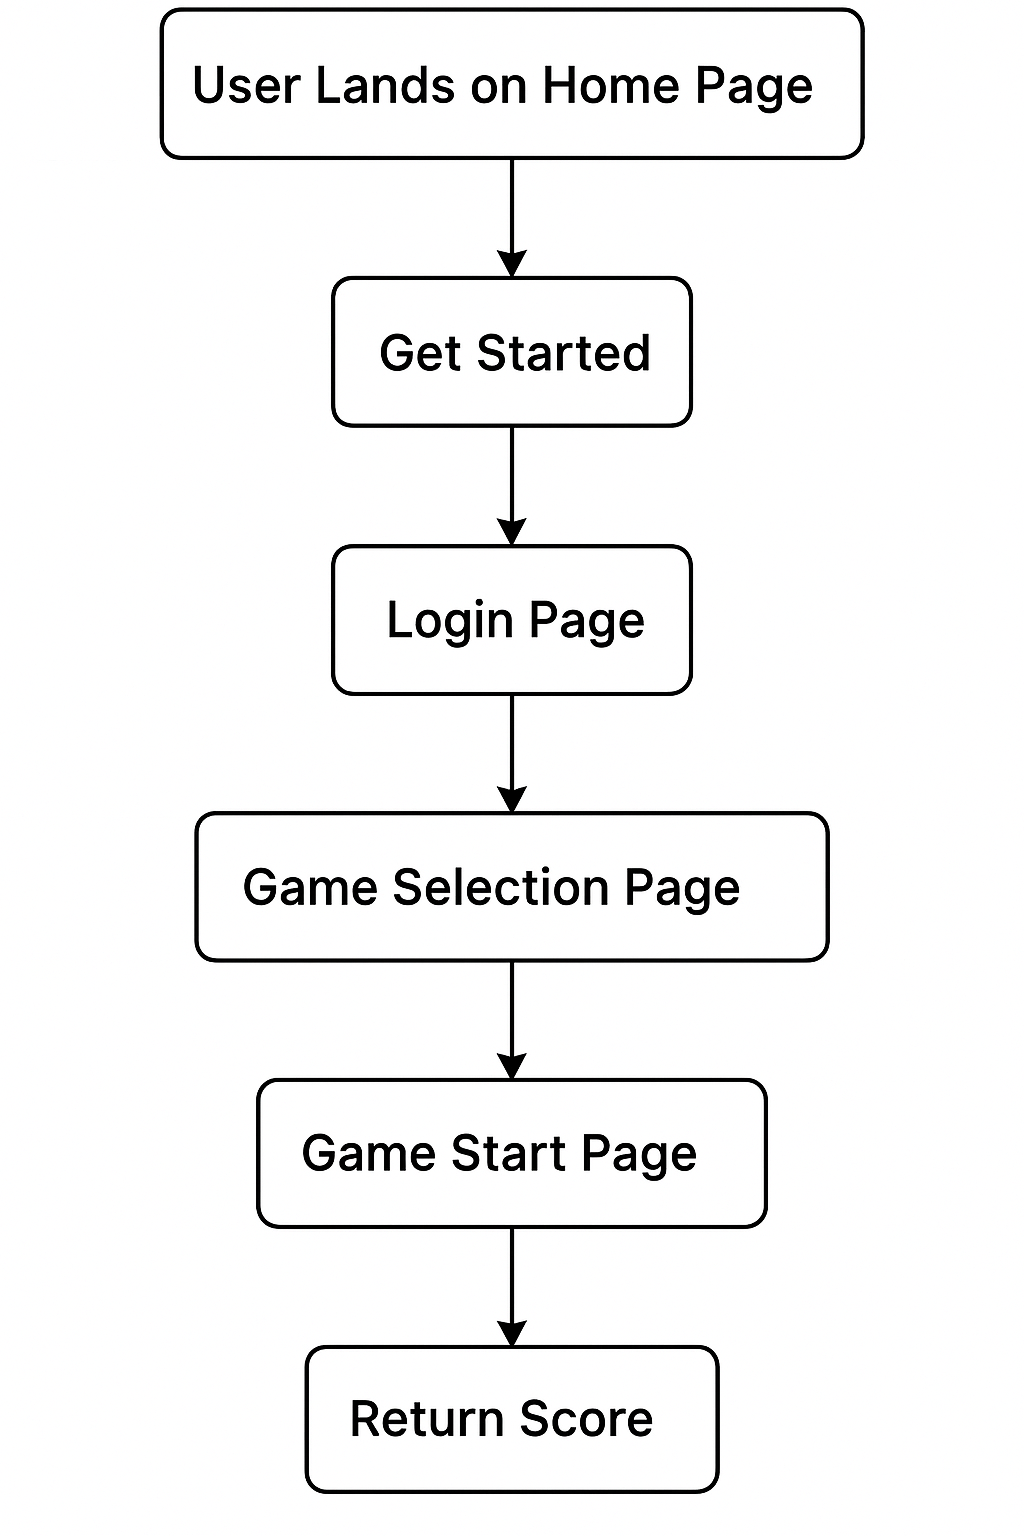 User Lands on Home Page
Get Started
Login Page
Game Selection Page
Game Start Page
Return Score